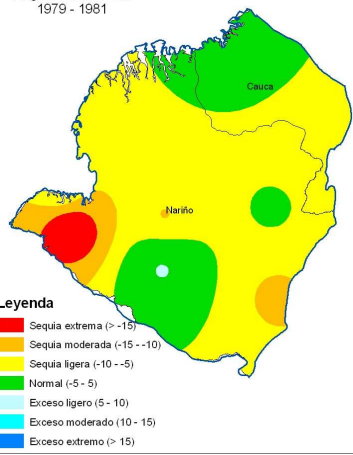 1979 - 1981
Cauca
Nariño
Leyenda
Sequia extrema (> -15)
Sequia moderada (-15 - -10)
Sequia ligera (-10 - -5)
Normal (-5 - 5)
Exceso ligero (5 - 10)
Exceso moderado (10 - 15)
Exceso extremo (> 15)